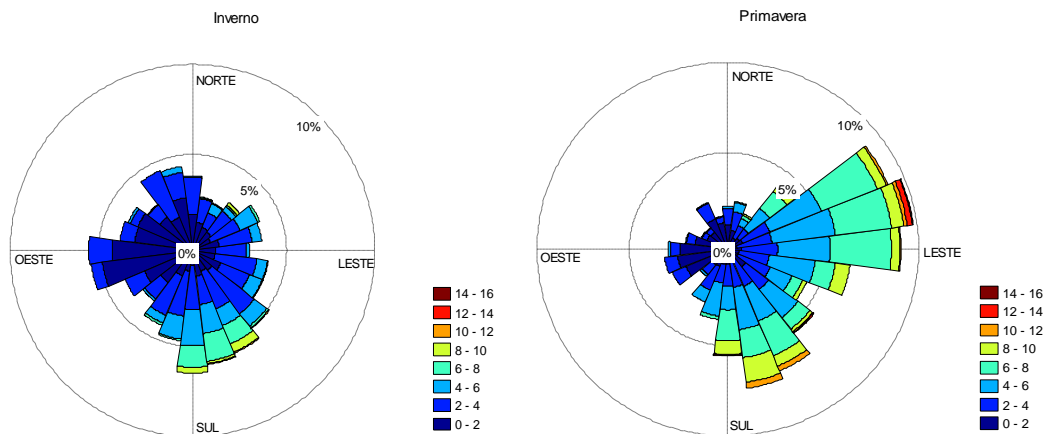 Inverno
NORTE
10%
5%
0%
OESTE
LESTE
SUL
14 - 16
12 - 14
10 - 12
8 - 10
6 - 8
4 - 6
2 - 4
0 - 2
Primavera
NORTE
10%
5%
0%
OESTE
LESTE
SUL
14 - 16
12 - 14
10 - 12
8 - 10
6 - 8
4 - 6
2 - 4
0 - 2